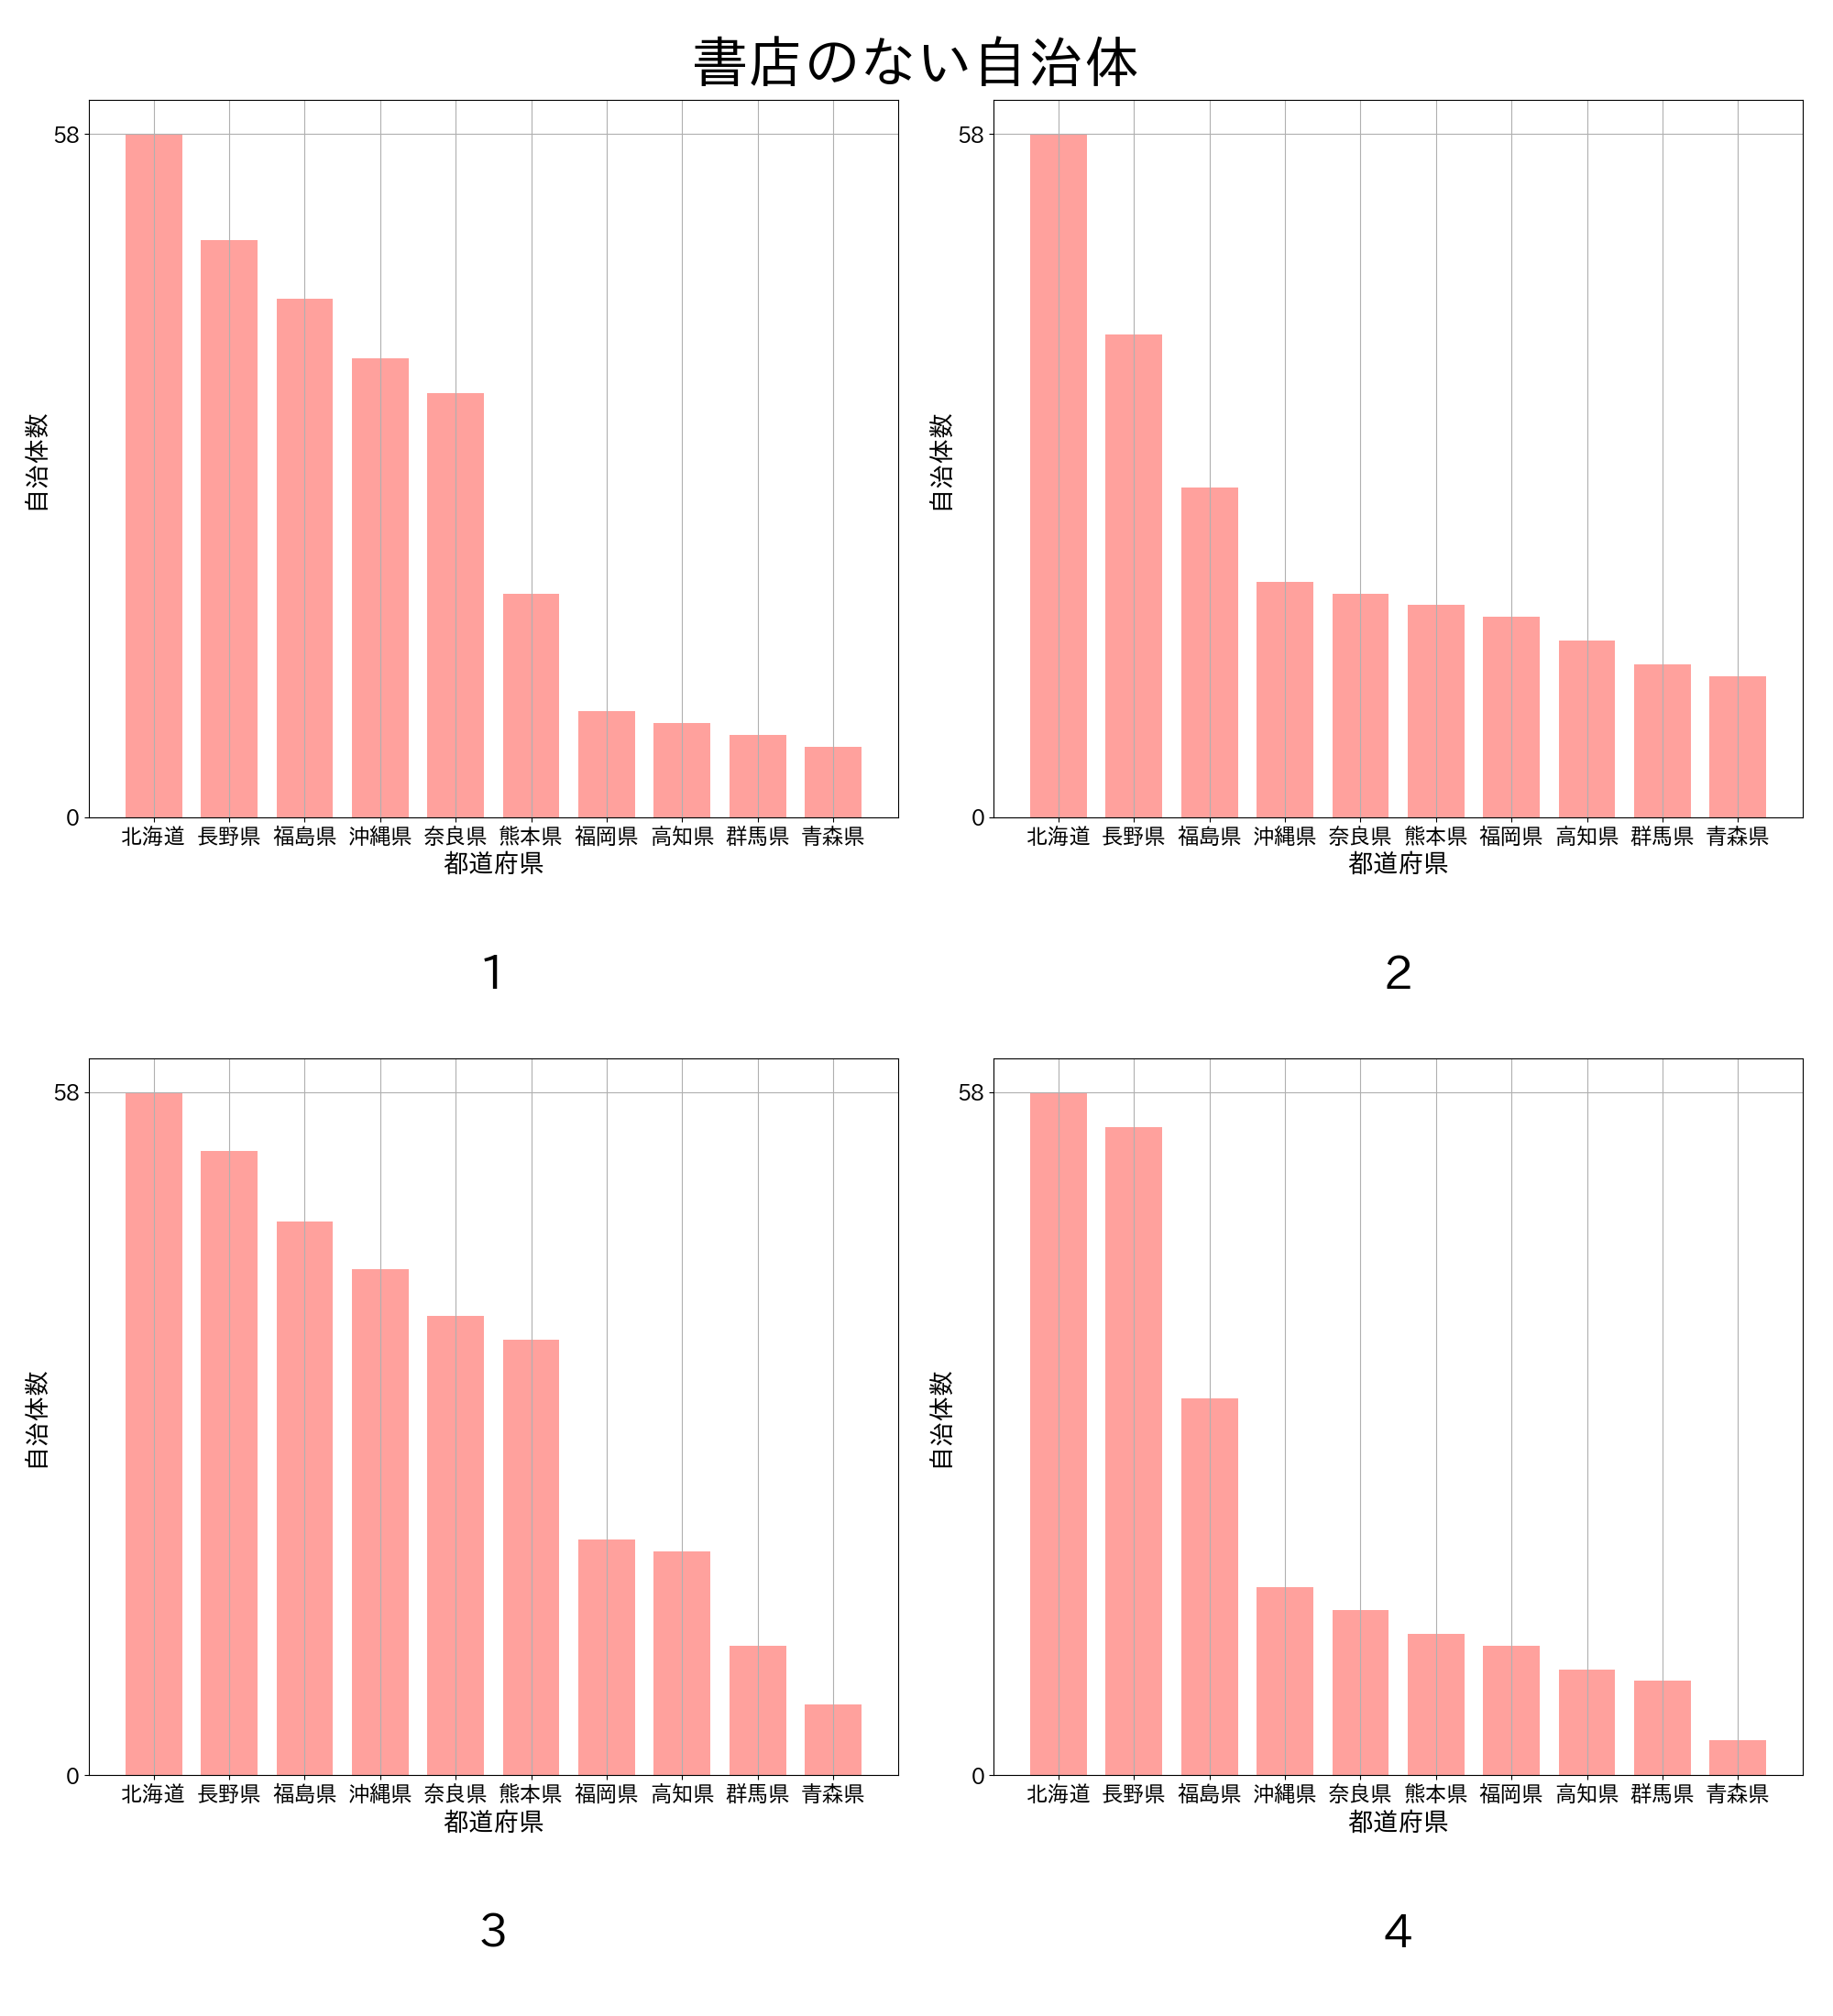 書店のない自治体
58
0
自治体数
北海道 長野県 福島県 沖縄県 奈良県 熊本県 福岡県 高知県 群馬県 青森県
都道府県
1
58
0
自治体数
北海道 長野県 福島県 沖縄県 奈良県 熊本県 福岡県 高知県 群馬県 青森県
都道府県
2
58
0
自治体数
北海道 長野県 福島県 沖縄県 奈良県 熊本県 福岡県 高知県 群馬県 青森県
都道府県
3
58
0
自治体数
北海道 長野県 福島県 沖縄県 奈良県 熊本県 福岡県 高知県 群馬県 青森県
都道府県
4